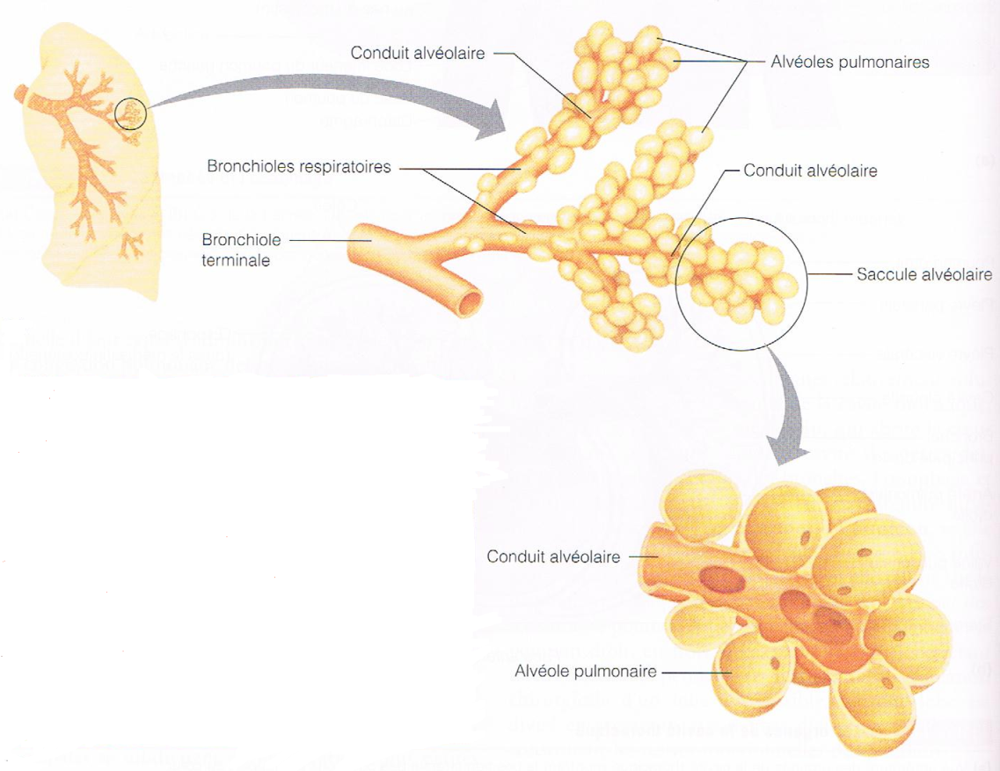 Conduit alvéolaire
Alvéoles pulmonaires
Bronchioles respiratoires
Conduit alvéolaire
Bronchiole
terminale
Saccule alvéolaire
Conduit alvéolaire
Alvéole pulmonaire